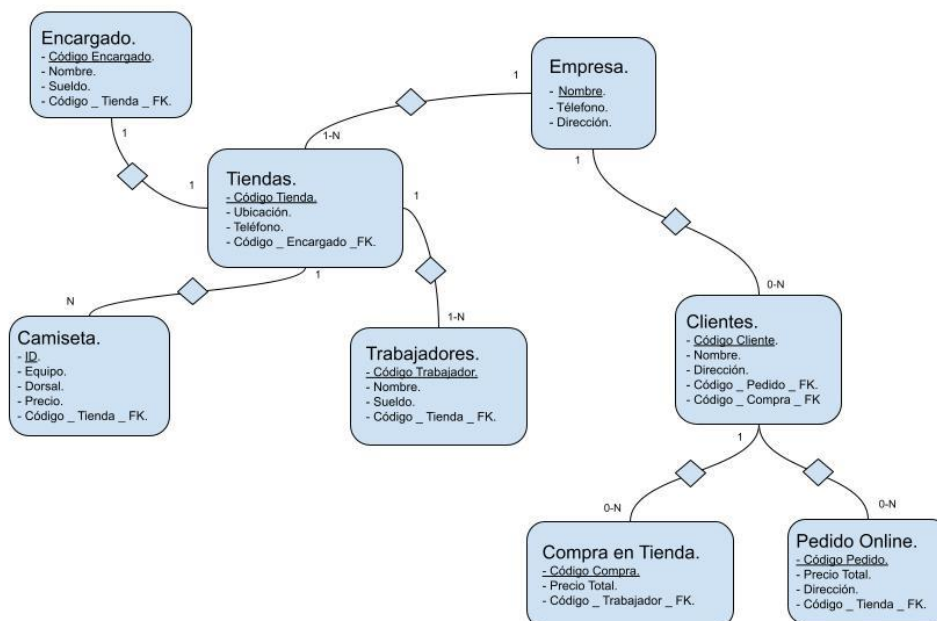 Encargado.
- Código Encargado.
- Nombre.
- Sueldo.
- Código _ Tienda _ FK.
1
1
Empresa.
- Nombre.
- Télefono.
- Dirección.
1
1-N
1
Tiendas.
- Código Tienda.
- Ubicación.
- Teléfono.
- Código _ Encargado _FK.
1
1
N
1-N
0-N
Camiseta.
- ID.
- Equipo.
- Dorsal.
- Precio.
- Código _ Tienda _ FK.
Trabajadores.
- Código Trabajador.
- Nombre.
- Sueldo.
- Código _ Tienda _ FK.
Clientes.
- Código Cliente.
- Nombre.
- Dirección.
- Código _ Pedido _ FK.
- Código _ Compra _ FK
1
0-N
0-N
Compra en Tienda.
- Código Compra.
- Precio Total.
- Código _ Trabajador _ FK.
Pedido Online.
- Código Pedido.
- Precio Total.
- Dirección.
- Código _ Tienda _ FK.